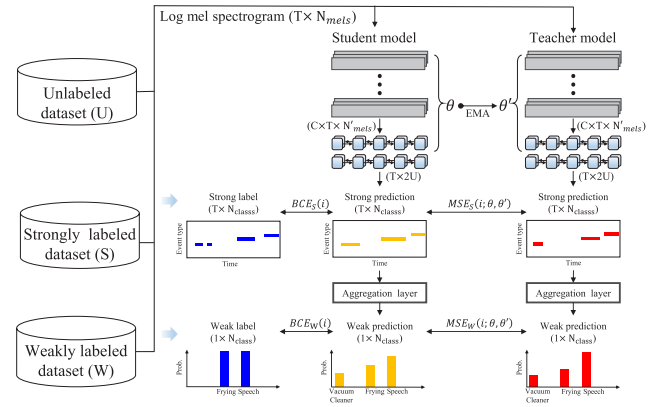 Log mel spectrogram (T× N_mels)
Student model
Teacher model
Unlabeled
dataset (U)
θ
EMA
θ′
(C×T× N′_mels)
(C×T× N′_mels)
(T×2U)
(T×2U)
Strong label
(T× N_classs)
BCE_S(i)
Strong prediction
(T× N_classs)
MSE_S(i; θ, θ′)
Strong prediction
(T× N_classs)
Strongly labeled
dataset (S)
Event type
Time
Event type
Time
Event type
Time
Aggregation layer
Aggregation layer
Weakly labeled
dataset (W)
Weak label
(1× N_class)
BCE_W(i)
Weak prediction
(1× N_class)
MSE_W(i; θ, θ′)
Weak prediction
(1× N_class)
Prob.
Frying Speech
Prob.
Vacuum Frying Speech
Cleaner
Prob.
Vacuum Frying Speech
Cleaner